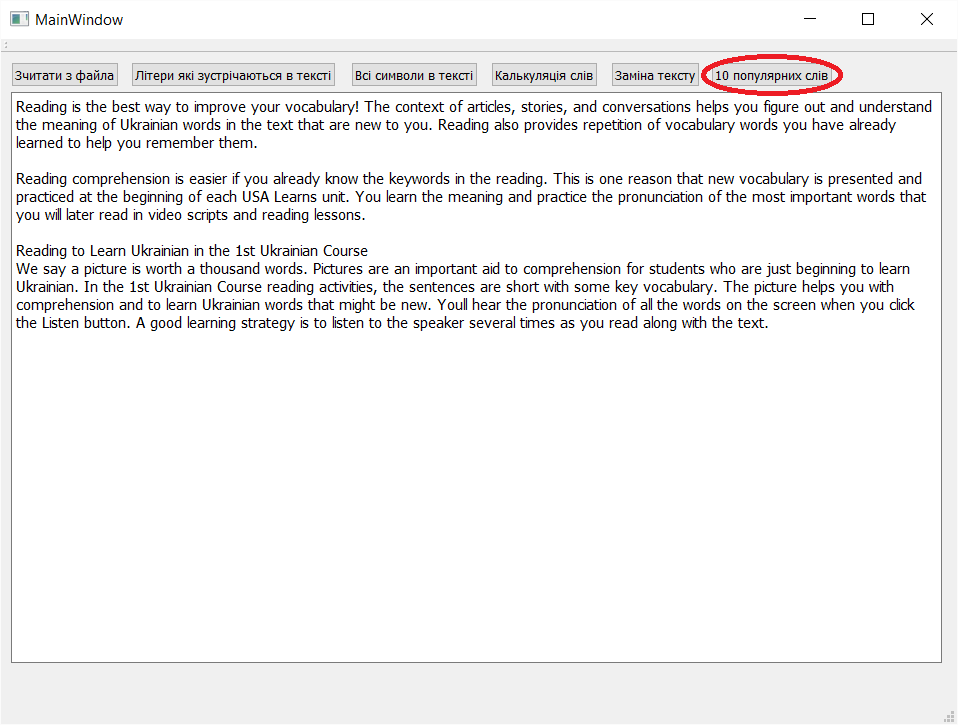 MainWindow
Зчитати з файла Літери які зустрічаються в тексті Всі символи в тексті Калькуляція слів Заміна тексту 10 популярних слів
Reading is the best way to improve your vocabulary! The context of articles, stories, and conversations helps you figure out and understand
the meaning of Ukrainian words in the text that are new to you. Reading also provides repetition of vocabulary words you have already
learned to help you remember them.
Reading comprehension is easier if you already know the keywords in the reading. This is one reason that new vocabulary is presented and
practiced at the beginning of each USA Learns unit. You learn the meaning and practice the pronunciation of the most important words that
you will later read in video scripts and reading lessons.
Reading to Learn Ukrainian in the 1st Ukrainian Course
We say a picture is worth a thousand words. Pictures are an important aid to comprehension for students who are just beginning to learn
Ukrainian. In the 1st Ukrainian Course reading activities, the sentences are short with some key vocabulary. The picture helps you with
comprehension and to learn Ukrainian words that might be new. Youll hear the pronunciation of all the words on the screen when you click
the Listen button. A good learning strategy is to listen to the speaker several times as you read along with the text.